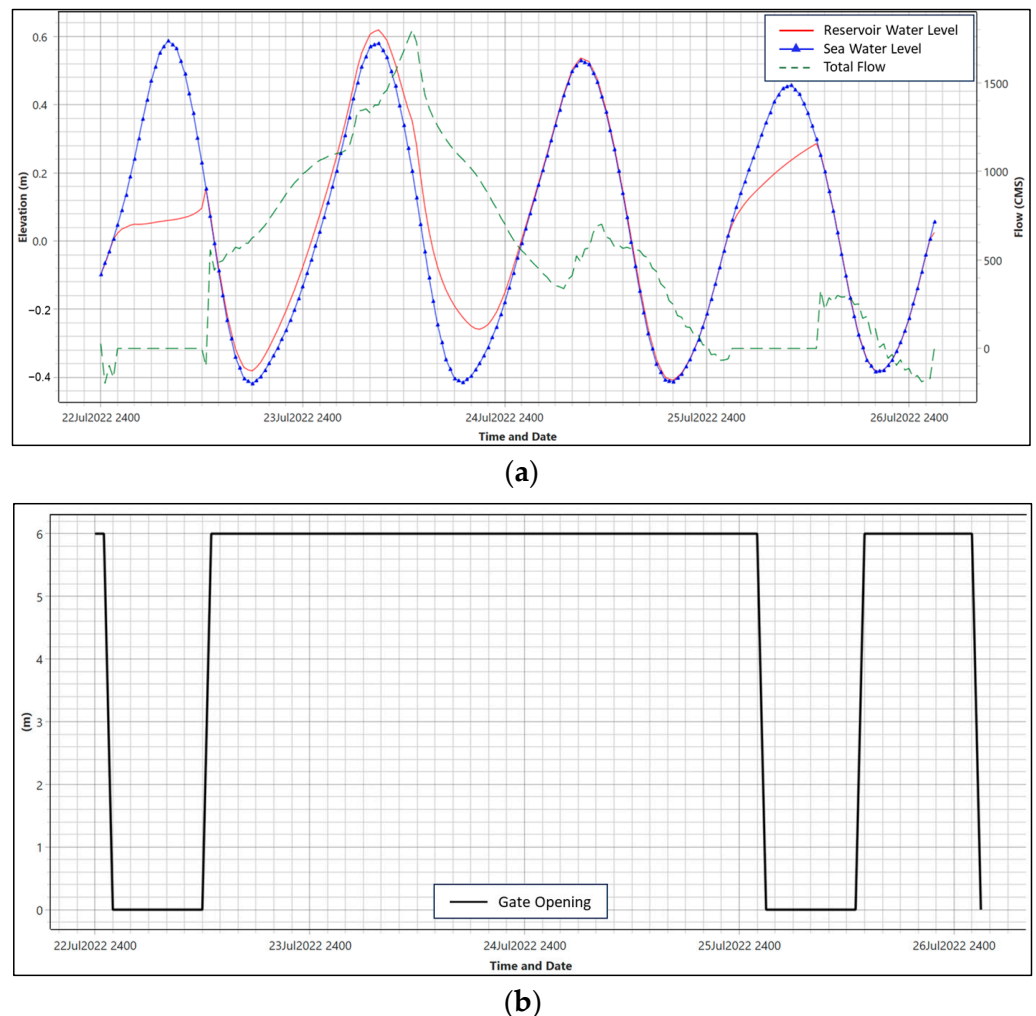 Reservoir Water Level
Sea Water Level
Total Flow
Elevation (m)
0.6
0.4
0.2
0.0
−0.2
−0.4
1500
1000
500
0
Flow (CMS)
22Jul2022 2400 23Jul2022 2400 24Jul2022 2400 25Jul2022 2400 26Jul2022 2400
Time and Date
(a)
(m)
6
5
4
3
2
1
0
Gate Opening
22Jul2022 2400 23Jul2022 2400 24Jul2022 2400 25Jul2022 2400 26Jul2022 2400
Time and Date
(b)